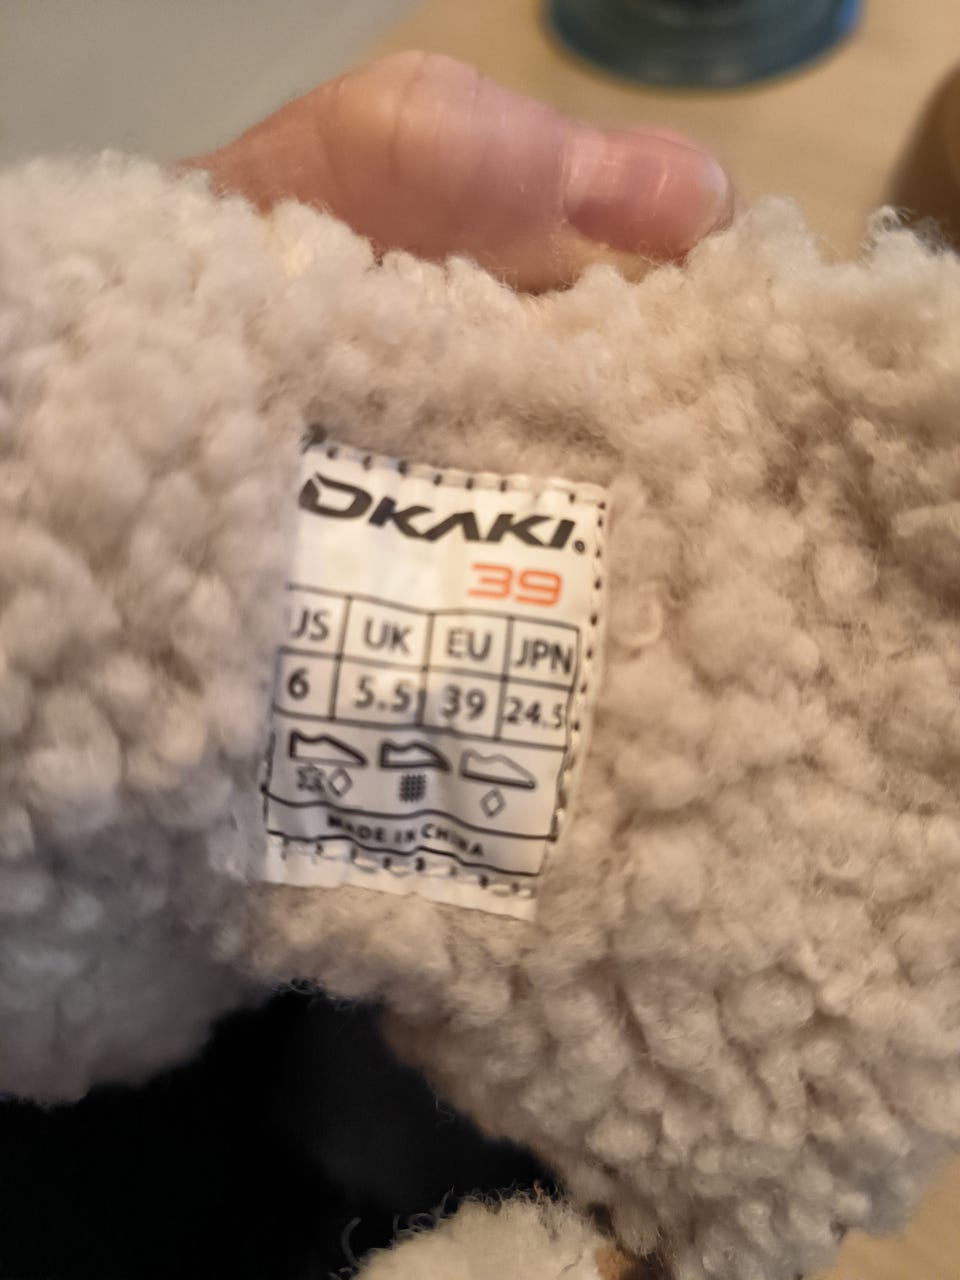 DKAKI®
39
US UK EU JPN
6 5.5 39 24.5
MADE IN CHINA